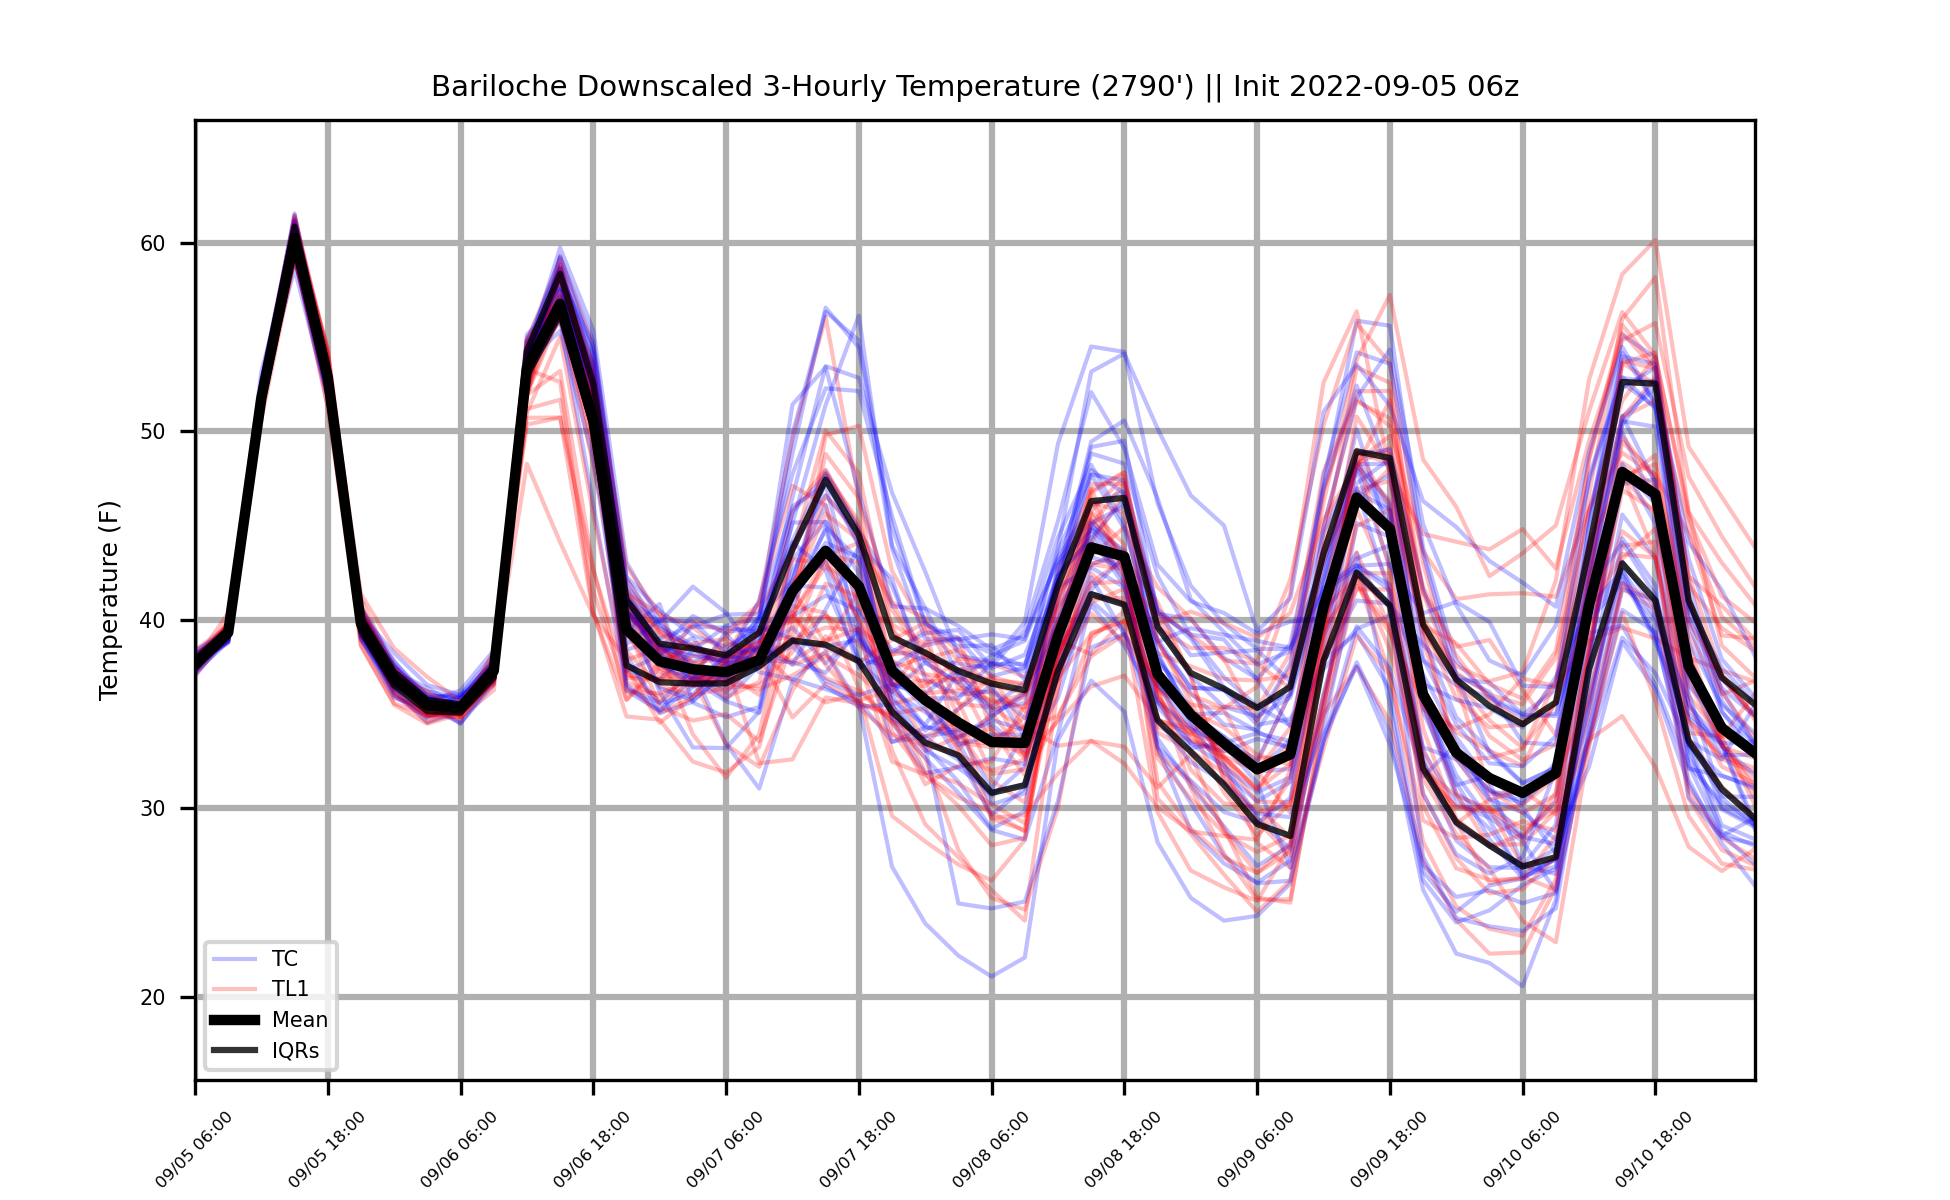 Bariloche Downscaled 3-Hourly Temperature (2790') || Init 2022-09-05 06z
Temperature (F)
60
50
40
30
20
TC
TL1
Mean
IQRs
09/05 06:00
09/05 18:00
09/06 06:00
09/06 18:00
09/07 06:00
09/07 18:00
09/08 06:00
09/08 18:00
09/09 06:00
09/09 18:00
09/10 06:00
09/10 18:00